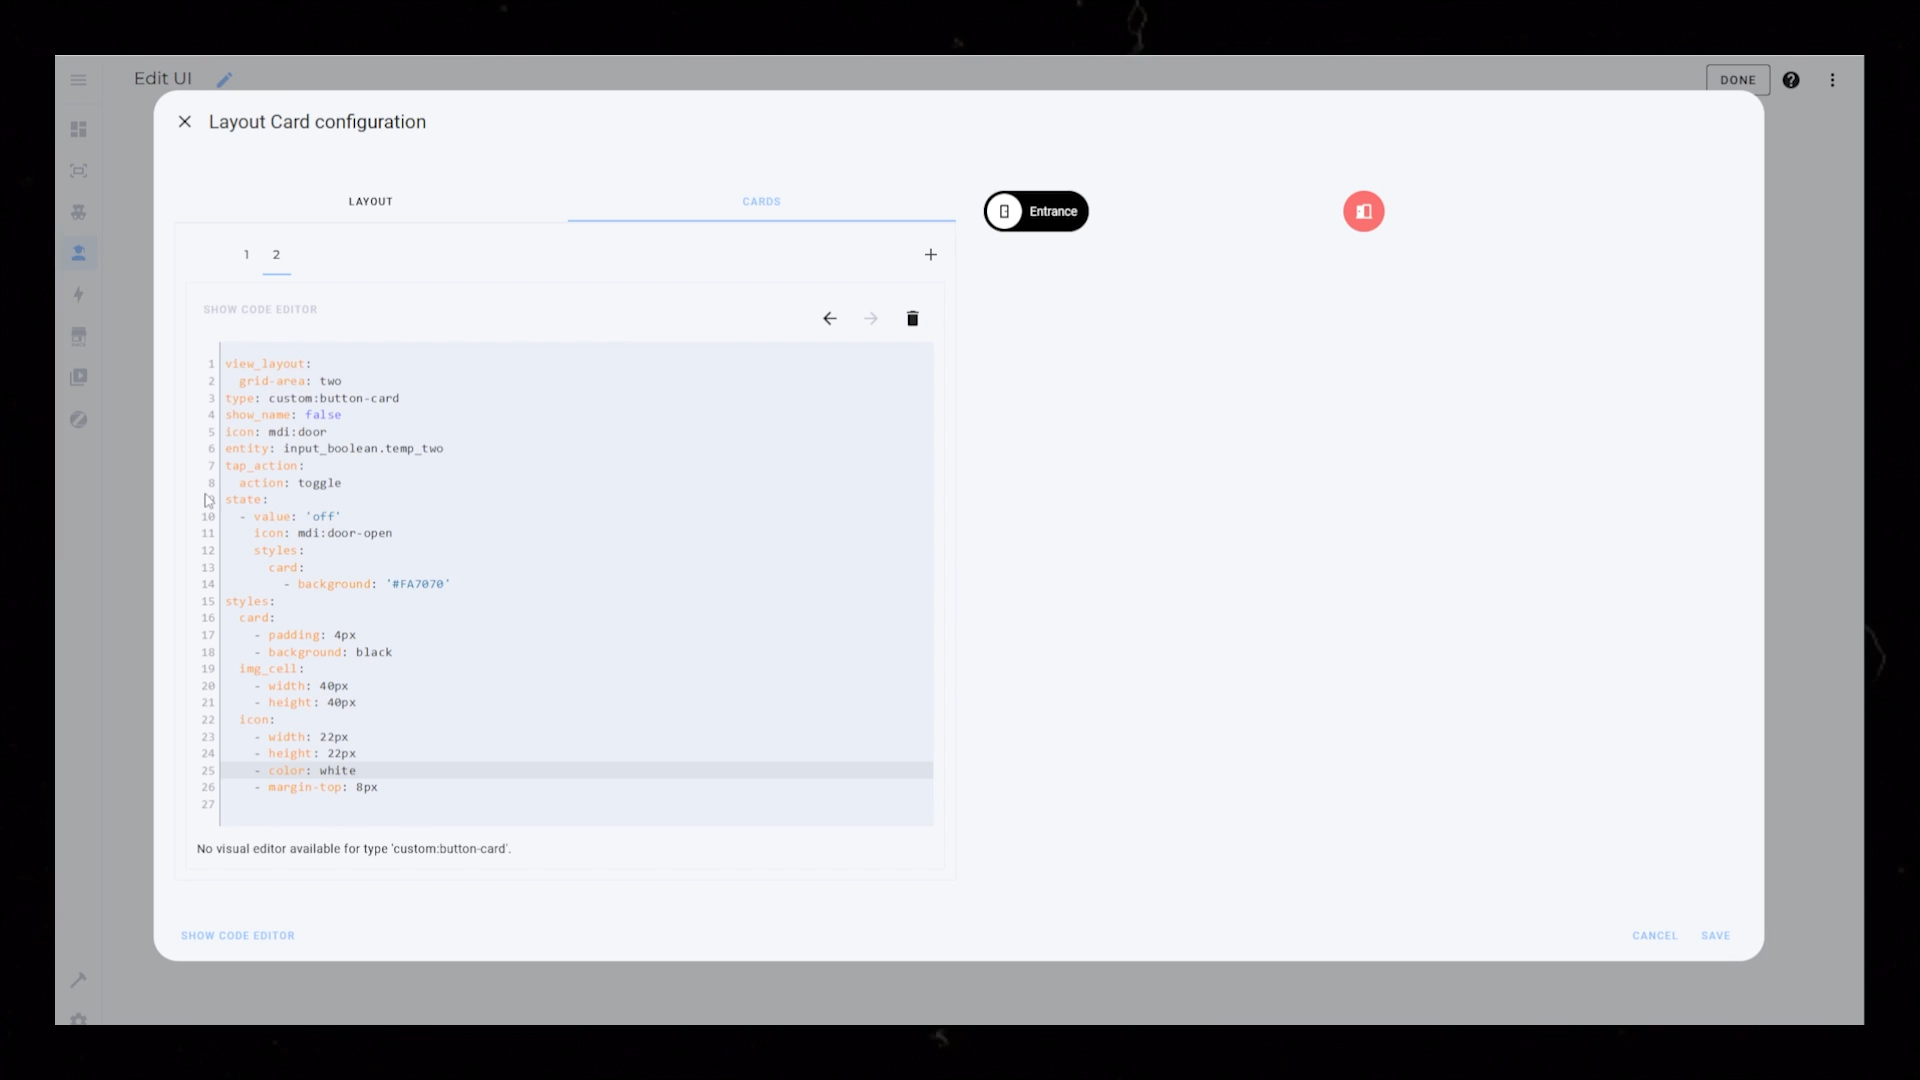 Edit UI
DONE
Layout Card configuration
LAYOUT
CARDS
Entrance
1
2
SHOW CODE EDITOR
1 view_layout:
2   grid-area: two
3 type: custom:button-card
4 show_name: false
5 icon: mdi:door
6 entity: input_boolean.temp_two
7 tap_action:
8   action: toggle
9 state:
10   - value: 'off'
11     icon: mdi:door-open
12     styles:
13       card:
14         - background: '#FA7070'
15 styles:
16   card:
17     - padding: 4px
18     - background: black
19   img_cell:
20     - width: 40px
21     - height: 40px
22   icon:
23     - width: 22px
24     - height: 22px
25     - color: white
26     - margin-top: 8px
27
No visual editor available for type 'custom:button-card'.
SHOW CODE EDITOR
CANCEL
SAVE